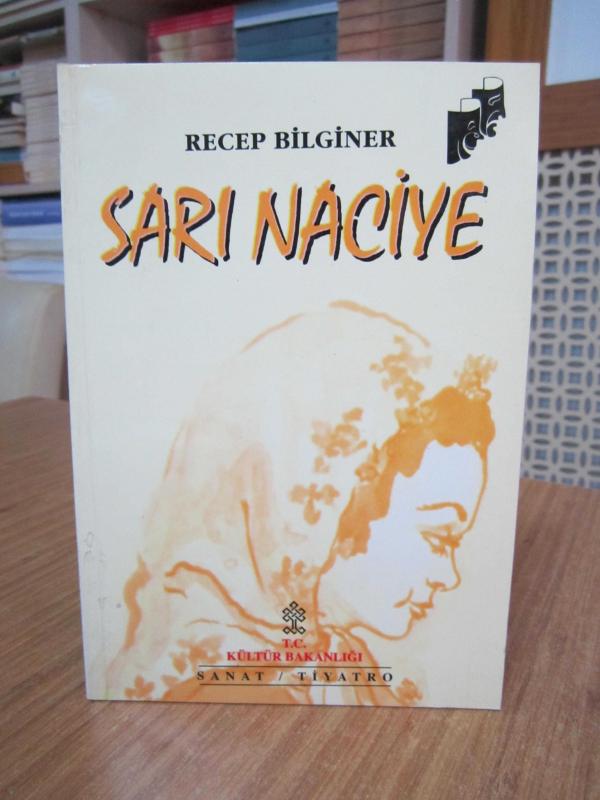 RECEP BİLGİNER
SARI NACİYE
T.C.
KÜLTÜR BAKANLIĞI
SANAT / TİYATRO